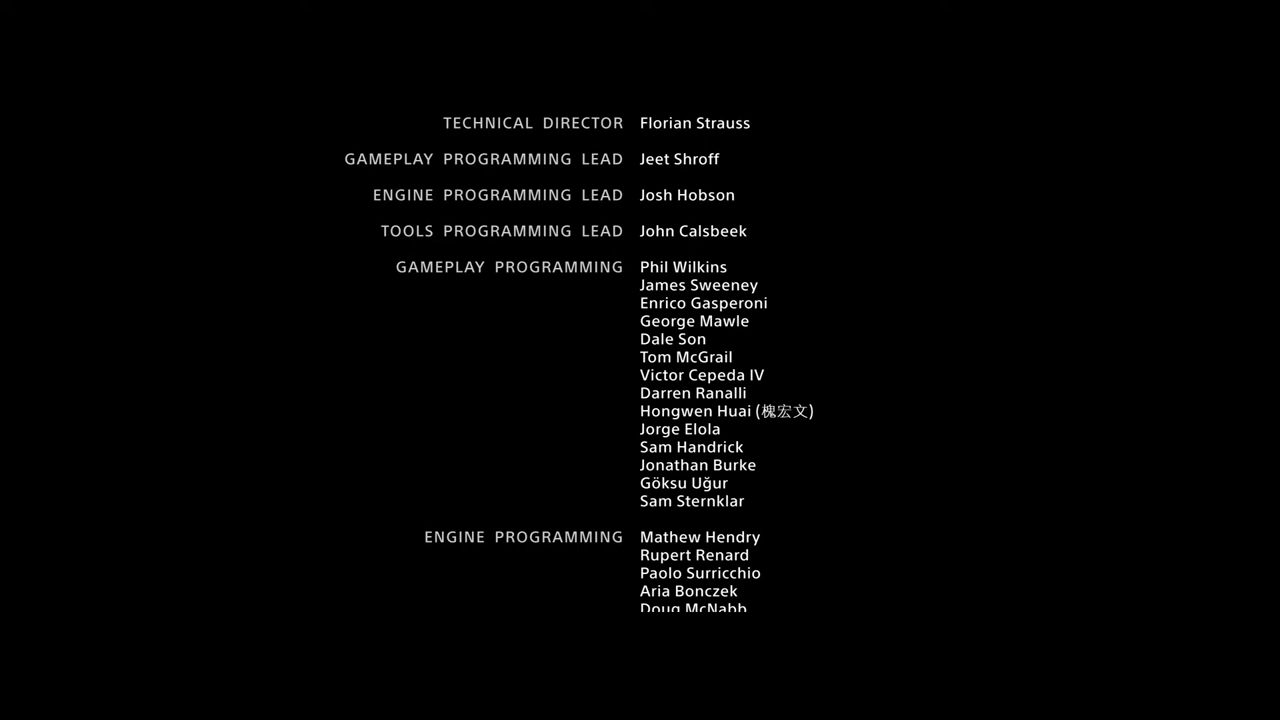 TECHNICAL DIRECTOR Florian Strauss
GAMEPLAY PROGRAMMING LEAD Jeet Shroff
ENGINE PROGRAMMING LEAD Josh Hobson
TOOLS PROGRAMMING LEAD John Calsbeek
GAMEPLAY PROGRAMMING Phil Wilkins
James Sweeney
Enrico Gasperoni
George Mawle
Dale Son
Tom McGrail
Victor Cepeda IV
Darren Ranalli
Hongwen Huai (槐宏文)
Jorge Elola
Sam Handrick
Jonathan Burke
Göksu Uğur
Sam Sternklar
ENGINE PROGRAMMING Mathew Hendry
Rupert Renard
Paolo Surricchio
Aria Bonczek
Doug McNabb